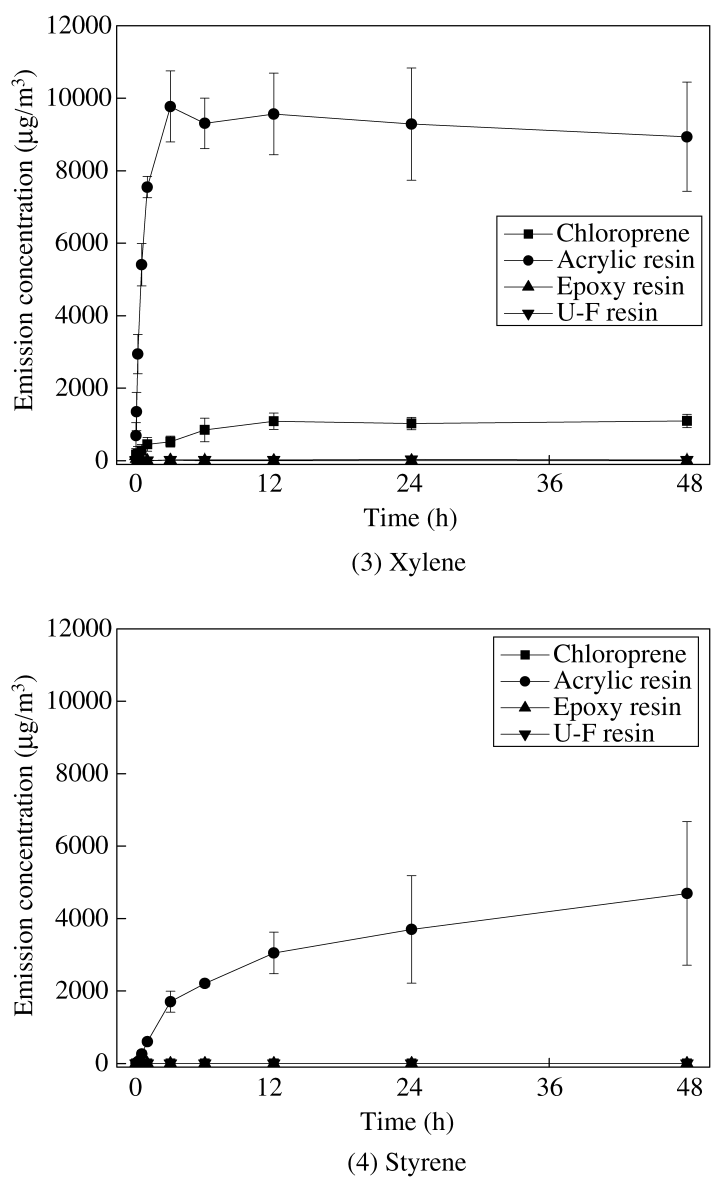 12000
10000
8000
6000
4000
2000
0
Emission concentration (μg/m³)
Chloroprene
Acrylic resin
Epoxy resin
U-F resin
0 12 24 36 48
Time (h)
(3) Xylene
12000
10000
8000
6000
4000
2000
0
Emission concentration (μg/m³)
Chloroprene
Acrylic resin
Epoxy resin
U-F resin
0 12 24 36 48
Time (h)
(4) Styrene